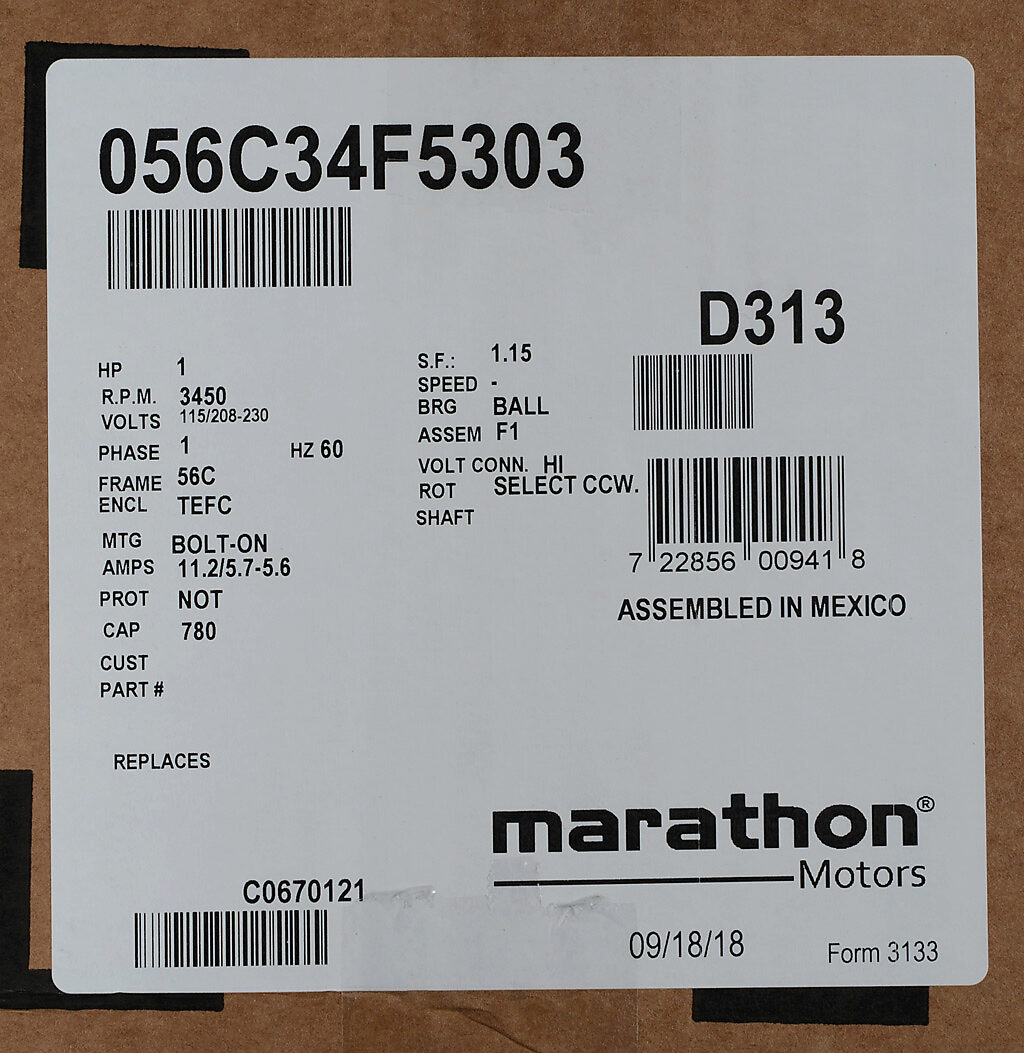 056C34F5303
D313
HP 1
R.P.M. 3450
VOLTS 115/208-230
PHASE 1 HZ 60
FRAME 56C
ENCL TEFC
MTG BOLT-ON
AMPS 11.2/5.7-5.6
PROT NOT
CAP 780
CUST
PART #
S.F.: 1.15
SPEED -
BRG BALL
ASSEM F1
VOLT CONN. HI
ROT SELECT CCW.
SHAFT
7 22856 00941 8
ASSEMBLED IN MEXICO
REPLACES
marathon®
Motors
C0670121
09/18/18
Form 3133